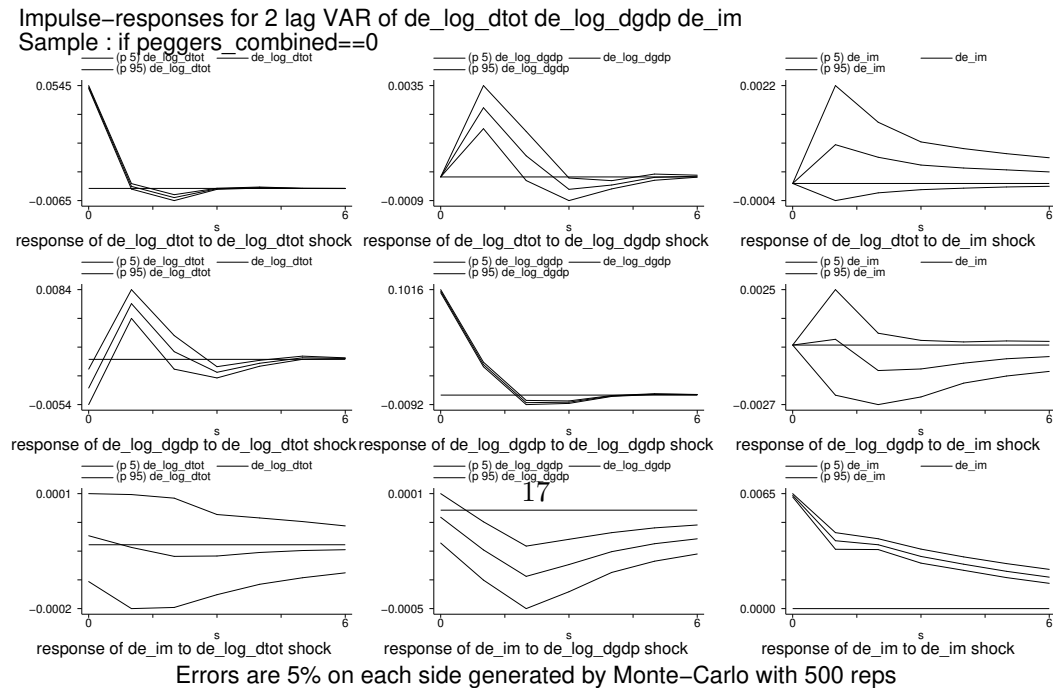 Impulse−responses for 2 lag VAR of de_log_dtot de_log_dgdp de_im
Sample : if peggers_combined==0
(p 5) de_log_dtot de_log_dtot
(p 95) de_log_dtot
0.0545
−0.0065
0 6
s
response of de_log_dtot to de_log_dtot shock
(p 5) de_log_dgdp de_log_dgdp
(p 95) de_log_dgdp
0.0035
−0.0009
0 6
s
response of de_log_dtot to de_log_dgdp shock
(p 5) de_im de_im
(p 95) de_im
0.0022
−0.0004
0 6
s
response of de_log_dtot to de_im shock
(p 5) de_log_dtot de_log_dtot
(p 95) de_log_dtot
0.0084
−0.0054
0 6
s
response of de_log_dgdp to de_log_dtot shock
(p 5) de_log_dgdp de_log_dgdp
(p 95) de_log_dgdp
0.1016
−0.0092
0 6
s
response of de_log_dgdp to de_log_dgdp shock
(p 5) de_im de_im
(p 95) de_im
0.0025
−0.0027
0 6
s
response of de_log_dgdp to de_im shock
(p 5) de_log_dtot de_log_dtot
(p 95) de_log_dtot
0.0001
−0.0002
0 6
s
response of de_im to de_log_dtot shock
(p 5) de_log_dgdp de_log_dgdp
(p 95) de_log_dgdp
17
0.0001
−0.0005
0 6
s
response of de_im to de_log_dgdp shock
(p 5) de_im de_im
(p 95) de_im
0.0065
0.0000
0 6
s
response of de_im to de_im shock
Errors are 5% on each side generated by Monte−Carlo with 500 reps